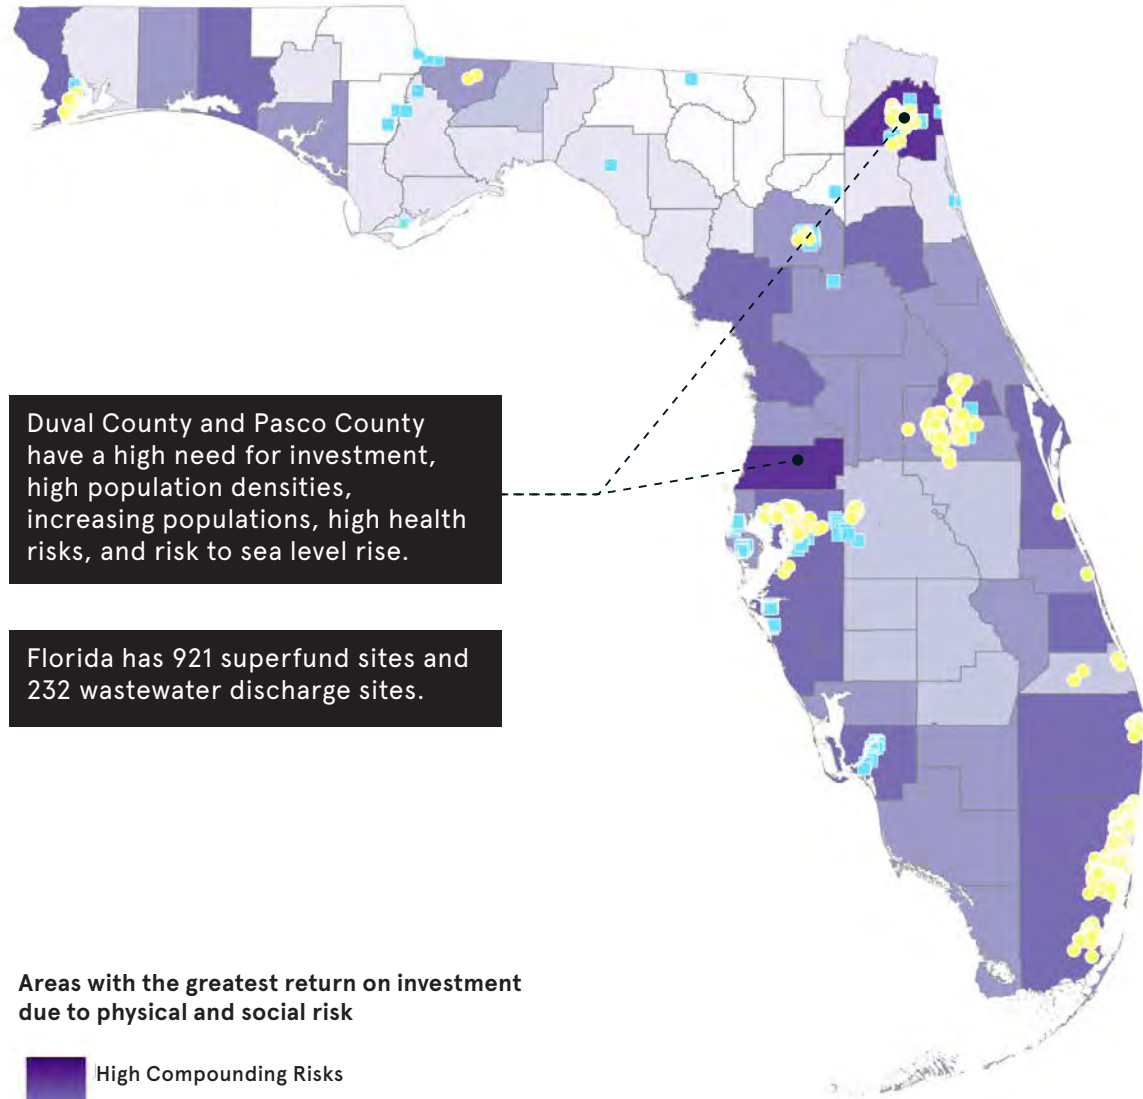 Duval County and Pasco County
have a high need for investment,
high population densities,
increasing populations, high health
risks, and risk to sea level rise.
Florida has 921 superfund sites and
232 wastewater discharge sites.
Areas with the greatest return on investment
due to physical and social risk
High Compounding Risks